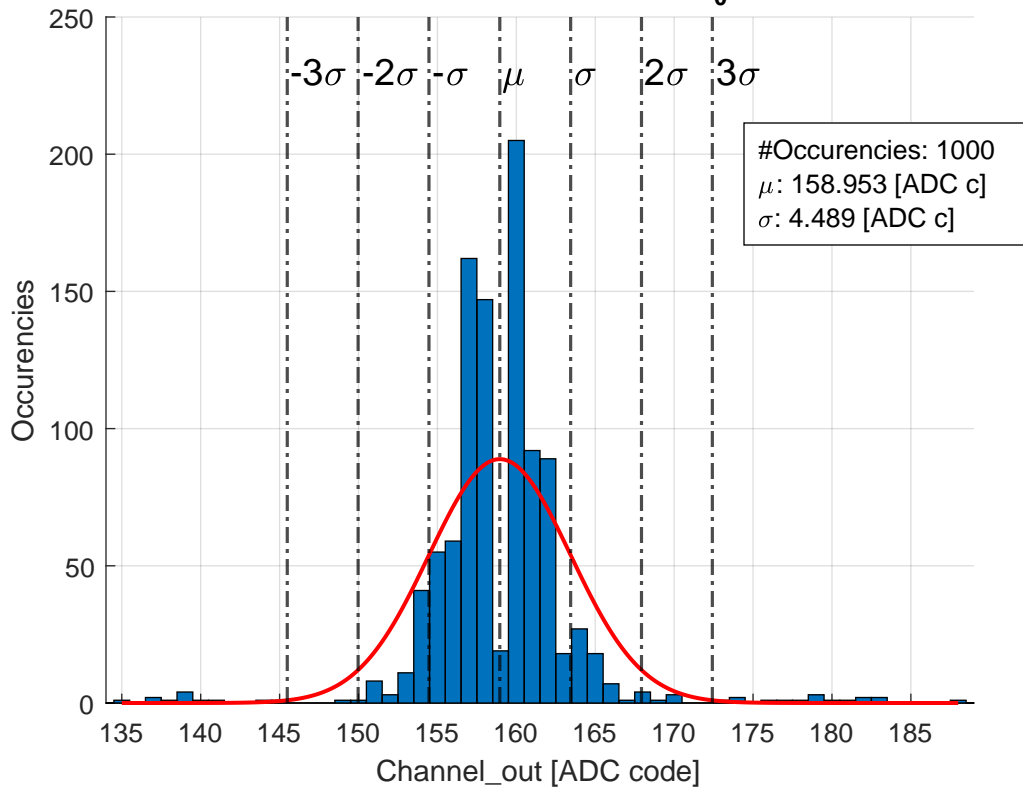 0
250
200
150
100
50
0
-3σ -2σ -σ μ σ 2σ 3σ
#Occurencies: 1000
μ: 158.953 [ADC c]
σ: 4.489 [ADC c]
Occurencies
135 140 145 150 155 160 165 170 175 180 185
Channel_out [ADC code]